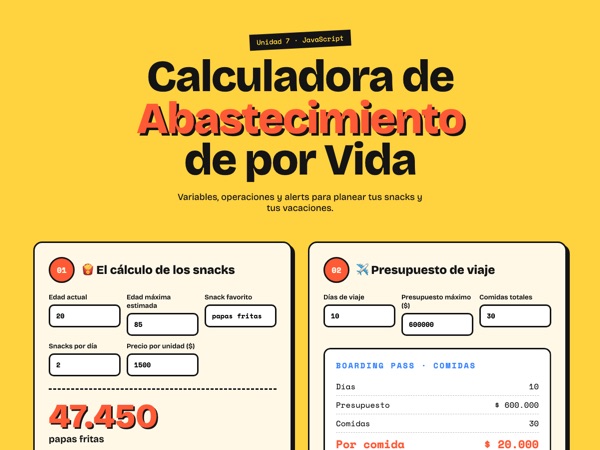 Unidad 7 · JavaScript
Calculadora de
Abastecimiento
de por Vida
Variables, operaciones y alerts para planear tus snacks y
tus vacaciones.
01
🍟 El cálculo de los snacks
Edad actual
20
Edad máxima
estimada
85
Snack favorito
papas fritas
Snacks por día
2
Precio por unidad ($)
1500
47.450
papas fritas
02
✈️ Presupuesto de viaje
Días de viaje
10
Presupuesto máximo
($)
600000
Comidas totales
30
BOARDING PASS · COMIDAS
Días 10
Presupuesto $ 600.000
Comidas 30
Por comida $ 20.000